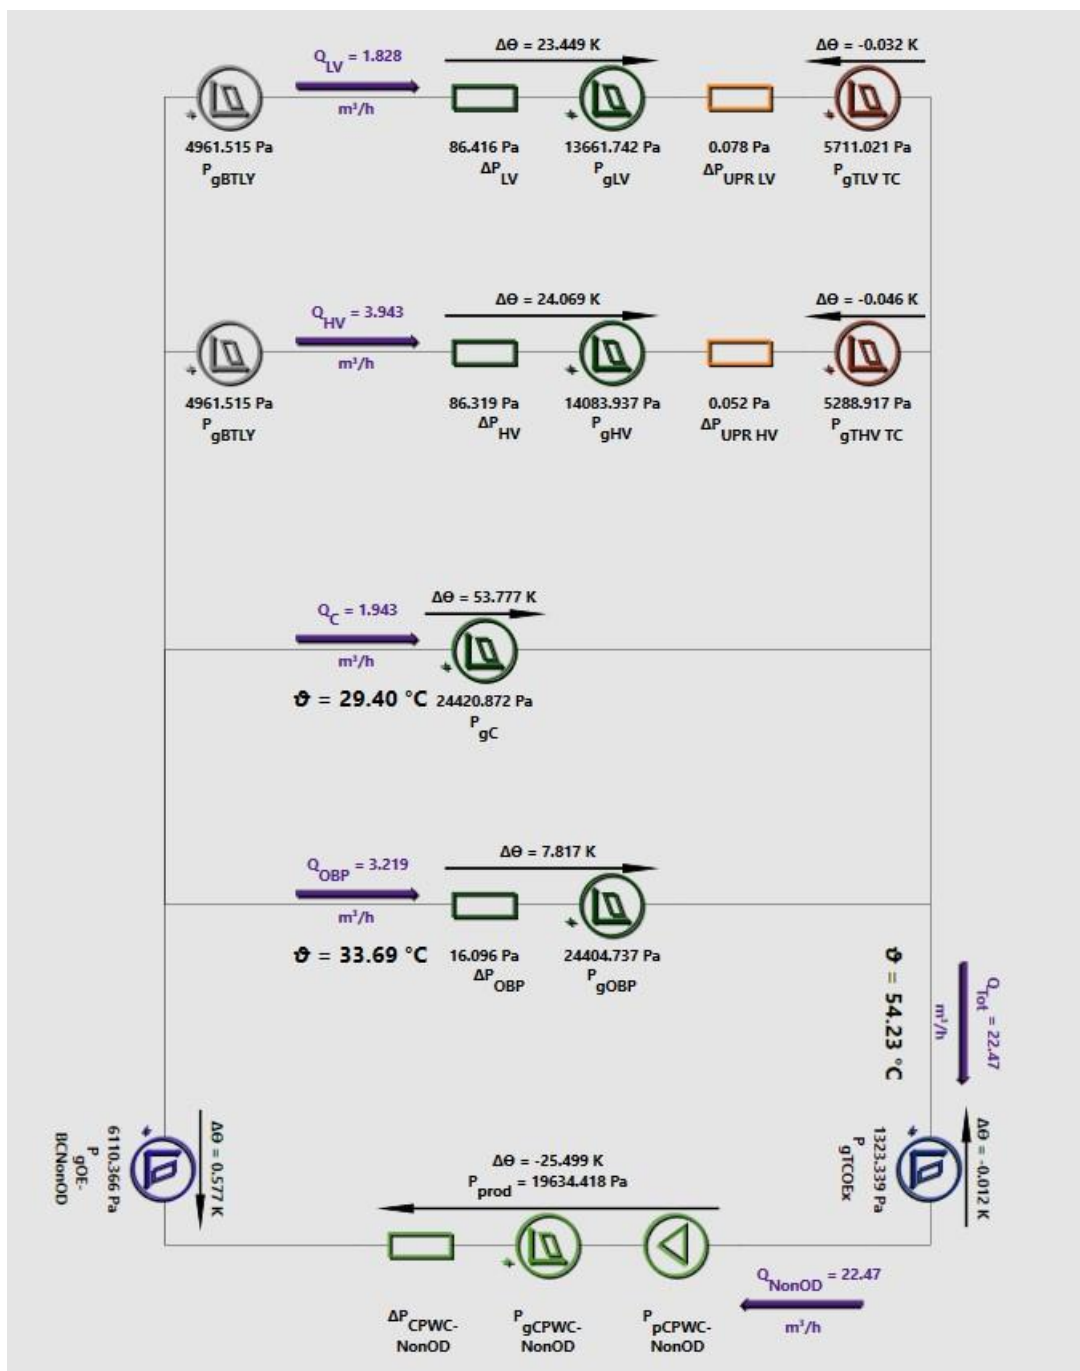 ΔΘ = 23.449 K
ΔΘ = -0.032 K
Q_LV = 1.828
m³/h
4961.515 Pa
P_gBTLY
86.416 Pa
ΔP_LV
13661.742 Pa
P_gLV
0.078 Pa
ΔP_UPR LV
5711.021 Pa
P_gTLV TC
ΔΘ = 24.069 K
ΔΘ = -0.046 K
Q_HV = 3.943
m³/h
4961.515 Pa
P_gBTLY
86.319 Pa
ΔP_HV
14083.937 Pa
P_gHV
0.052 Pa
ΔP_UPR HV
5288.917 Pa
P_gTHV TC
ΔΘ = 53.777 K
Q_C = 1.943
m³/h
ϑ = 29.40 °C
24420.872 Pa
P_gC
ΔΘ = 7.817 K
Q_OBP = 3.219
m³/h
ϑ = 33.69 °C
16.096 Pa
ΔP_OBP
24404.737 Pa
P_gOBP
ϑ = 54.23 °C
Q_Tot = 22.47
m³/h
ΔΘ = 0.577 K
6110.366 Pa
P_gOE-
BCNonOD
ΔΘ = -0.012 K
1323.339 Pa
P_gTCOEx
ΔΘ = -25.499 K
P_prod = 19634.418 Pa
ΔP_CPWC-
NonOD
P_gCPWC-
NonOD
P_pCPWC-
NonOD
Q_NonOD = 22.47
m³/h